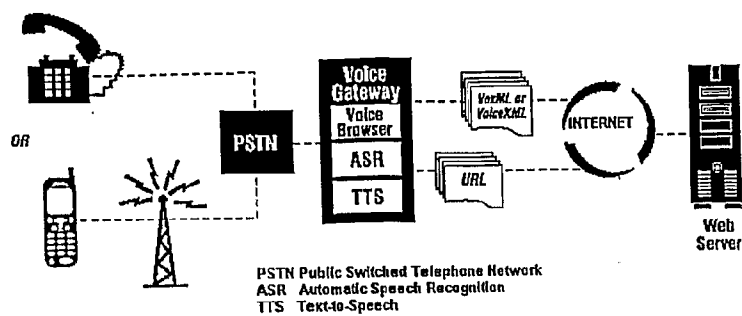 OR
PSTN
Voice
Gateway
Voice
Browser
ASR
TTS
VoxML or
VoiceXML
URL
INTERNET
Web
Server
PSTN Public Switched Telephone Network
ASR Automatic Speech Recognition
TTS Text-to-Speech